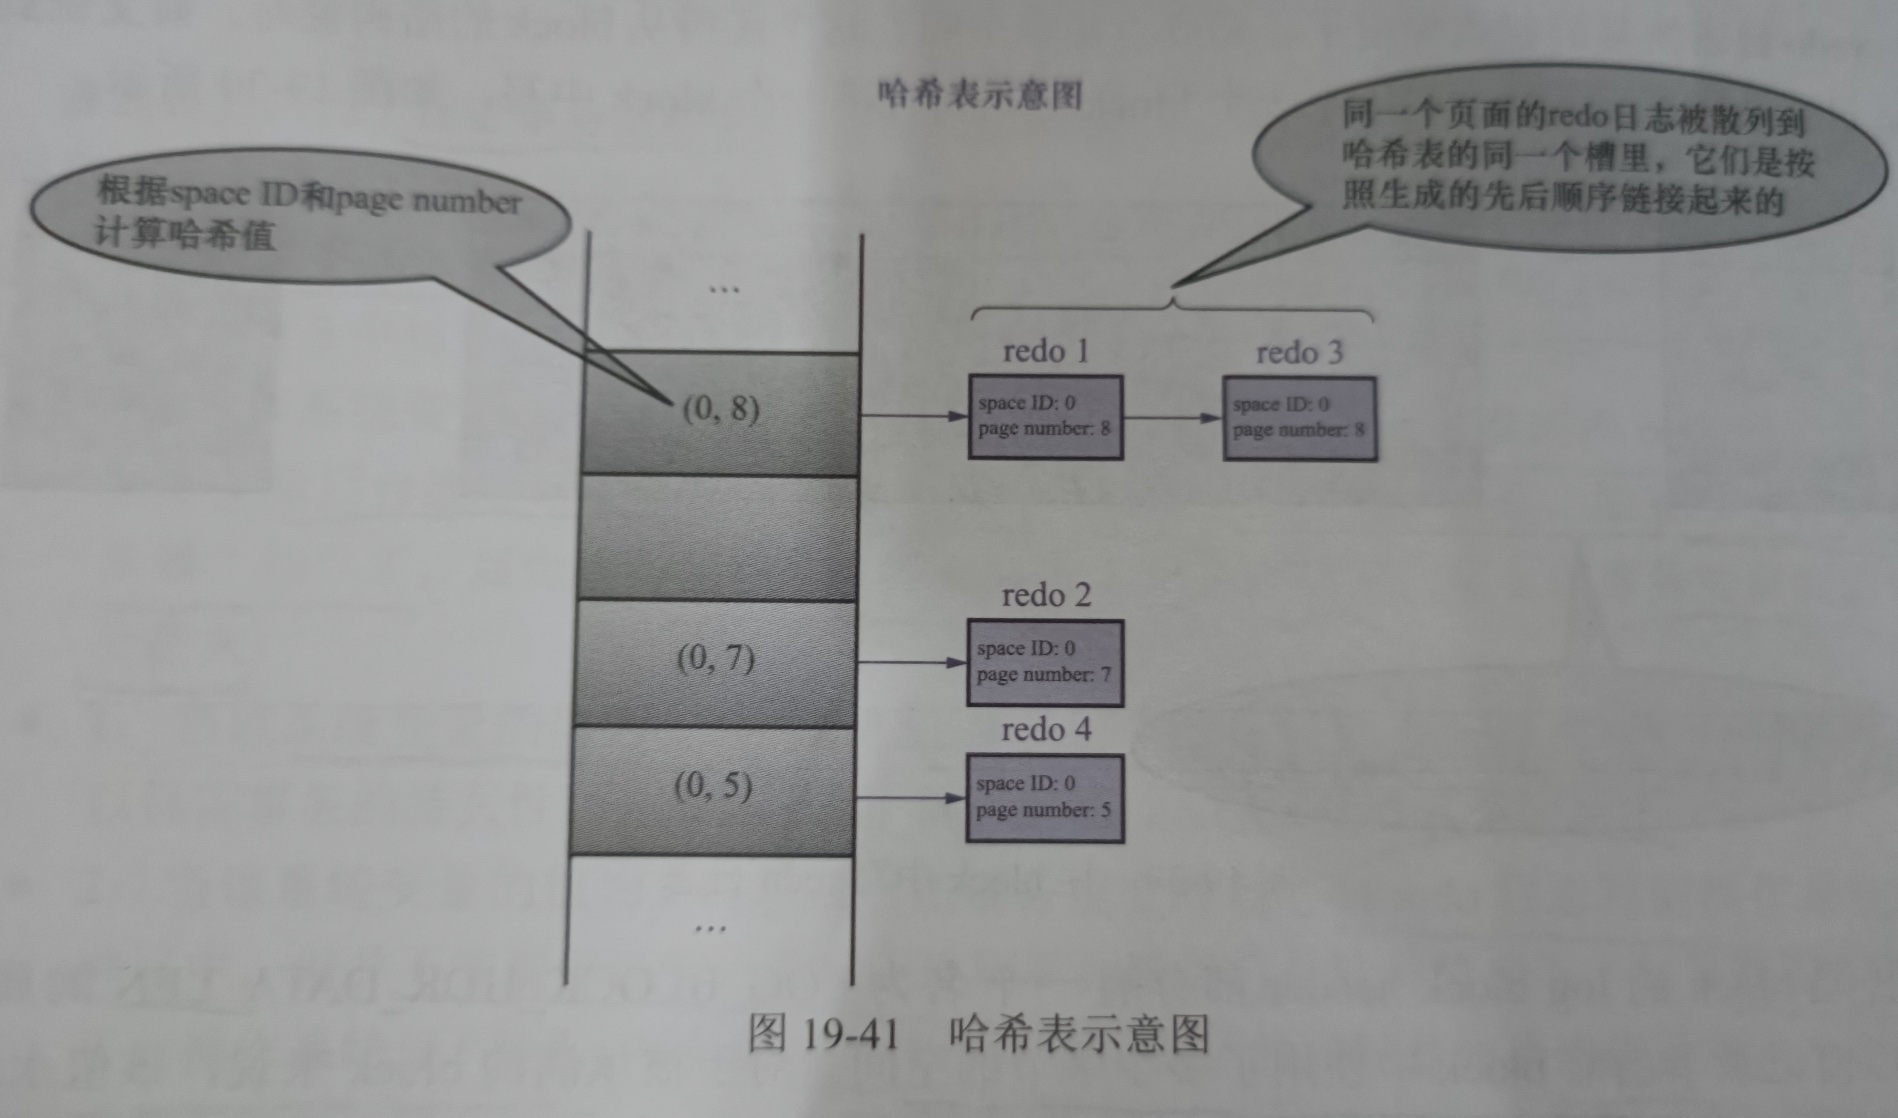 哈希表示意图
同一个页面的redo日志被散列到
哈希表的同一个槽里，它们是按
照生成的先后顺序链接起来的
根据space ID和page number
计算哈希值
...
redo 1
redo 3
(0, 8)
space ID: 0
page number: 8
space ID: 0
page number: 8
redo 2
(0, 7)
space ID: 0
page number: 7
redo 4
(0, 5)
space ID: 0
page number: 5
...
图 19-41 哈希表示意图